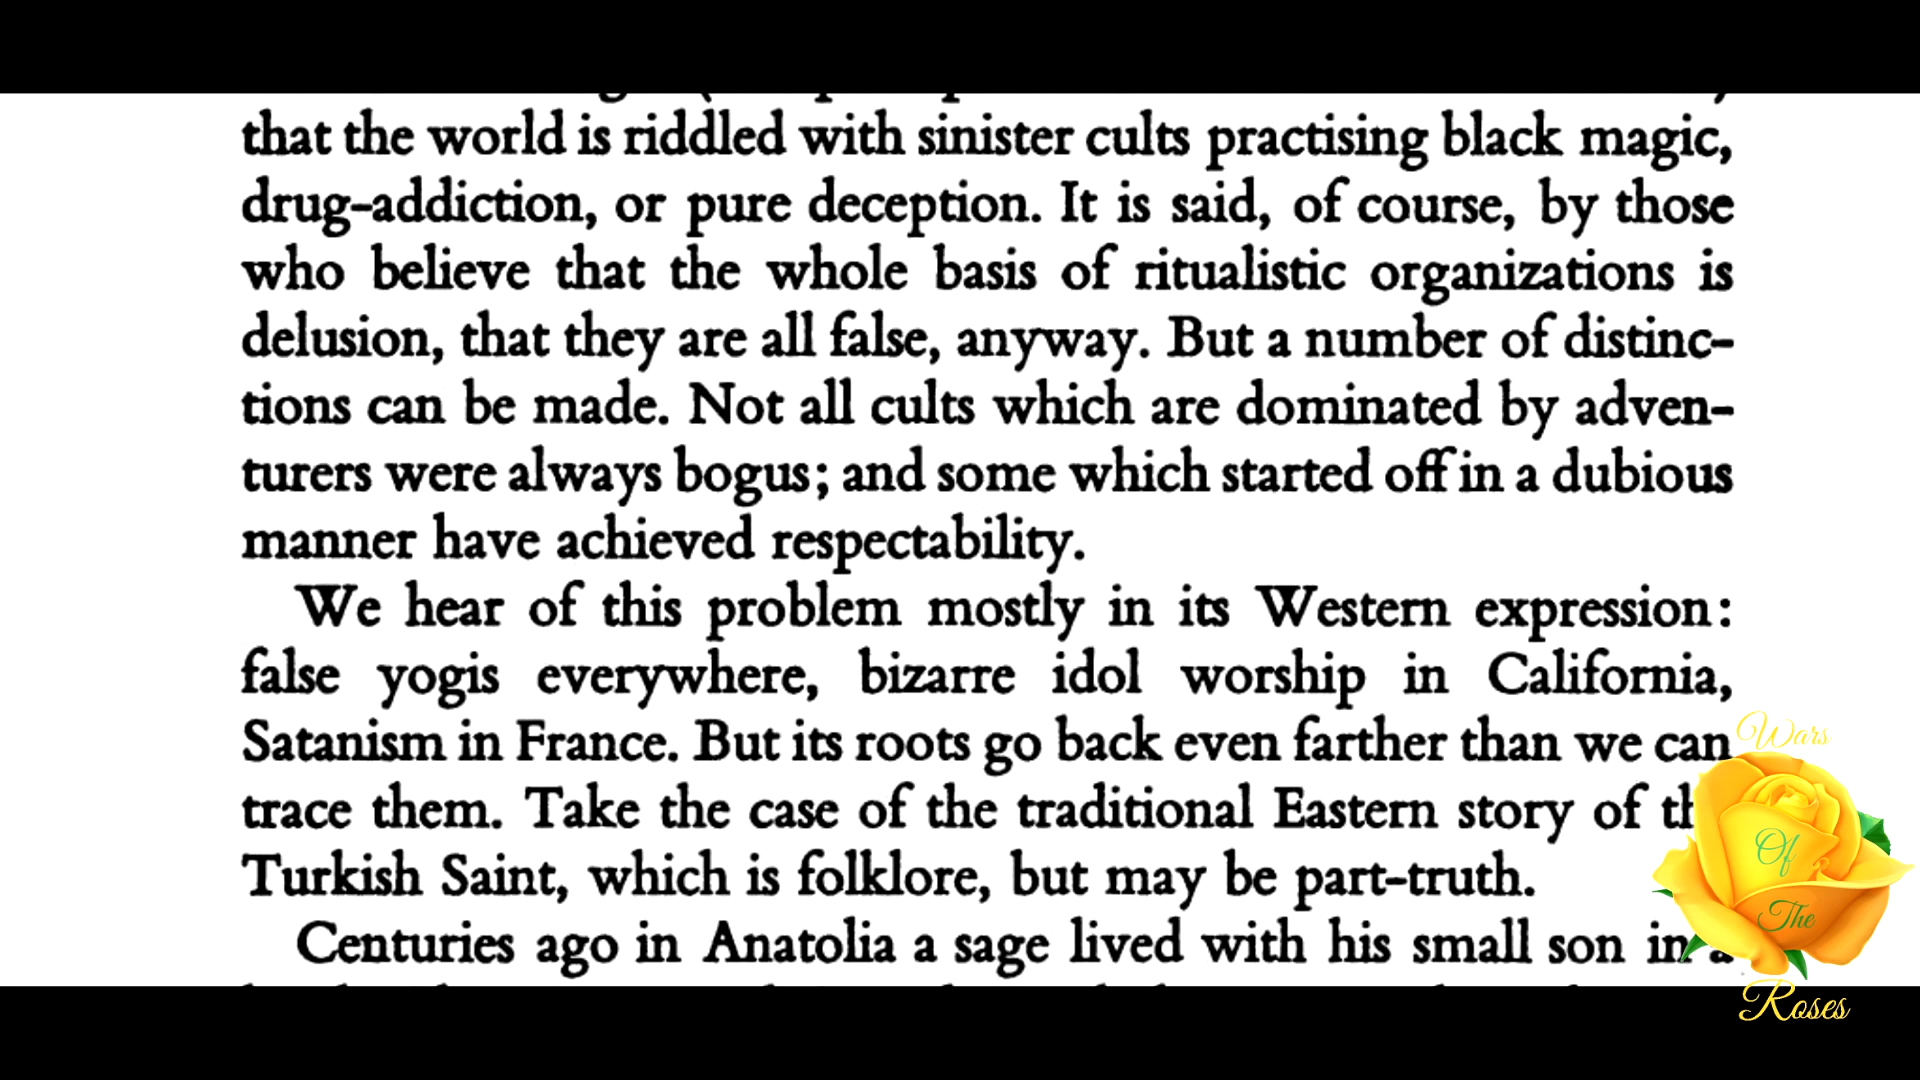 that the world is riddled with sinister cults practising black magic,
drug-addiction, or pure deception. It is said, of course, by those
who believe that the whole basis of ritualistic organizations is
delusion, that they are all false, anyway. But a number of distinc-
tions can be made. Not all cults which are dominated by adven-
turers were always bogus; and some which started off in a dubious
manner have achieved respectability.
We hear of this problem mostly in its Western expression:
false yogis everywhere, bizarre idol worship in California,
Satanism in France. But its roots go back even farther than we can
trace them. Take the case of the traditional Eastern story of
Turkish Saint, which is folklore, but may be part-truth.
Centuries ago in Anatolia a sage lived with his small son in
Wars
Of
The
Roses